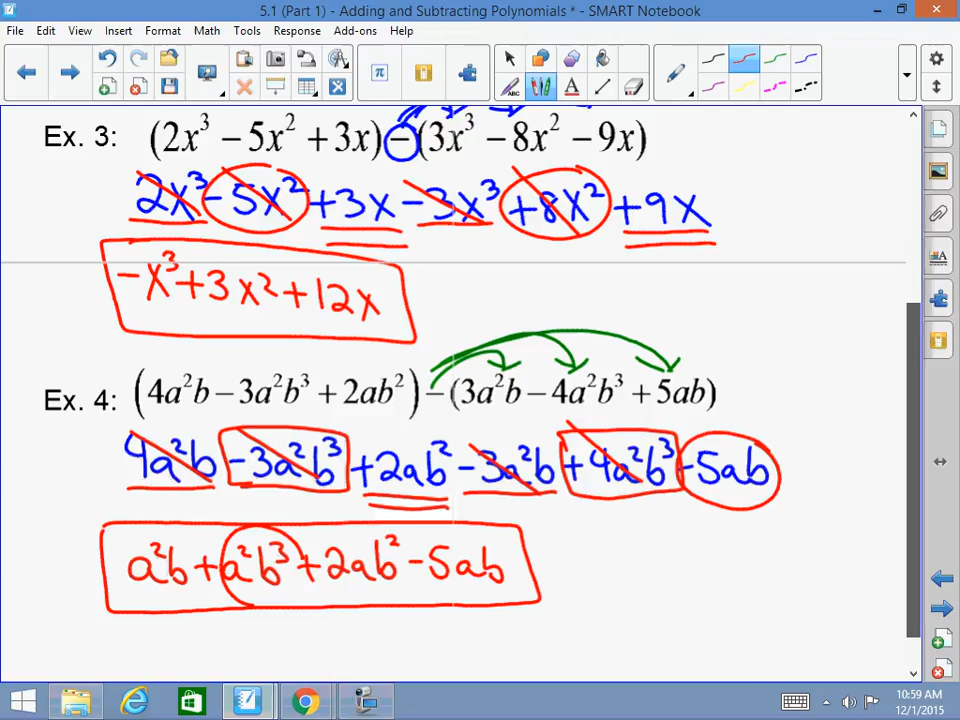 5.1 (Part 1) - Adding and Subtracting Polynomials * - SMART Notebook
File Edit View Insert Format Math Tools Response Add-ons Help
Ex. 3: (2x³ − 5x² + 3x) − (3x³ − 8x² − 9x)
2x³ − 5x² + 3x − 3x³ + 8x² + 9x
−x³ + 3x² + 12x
Ex. 4: (4a²b − 3a²b³ + 2ab²) − (3a²b − 4a²b³ + 5ab)
4a²b − 3a²b³ + 2ab² − 3a²b + 4a²b³ − 5ab
a²b + a²b³ + 2ab² − 5ab
10:59 AM
12/1/2015